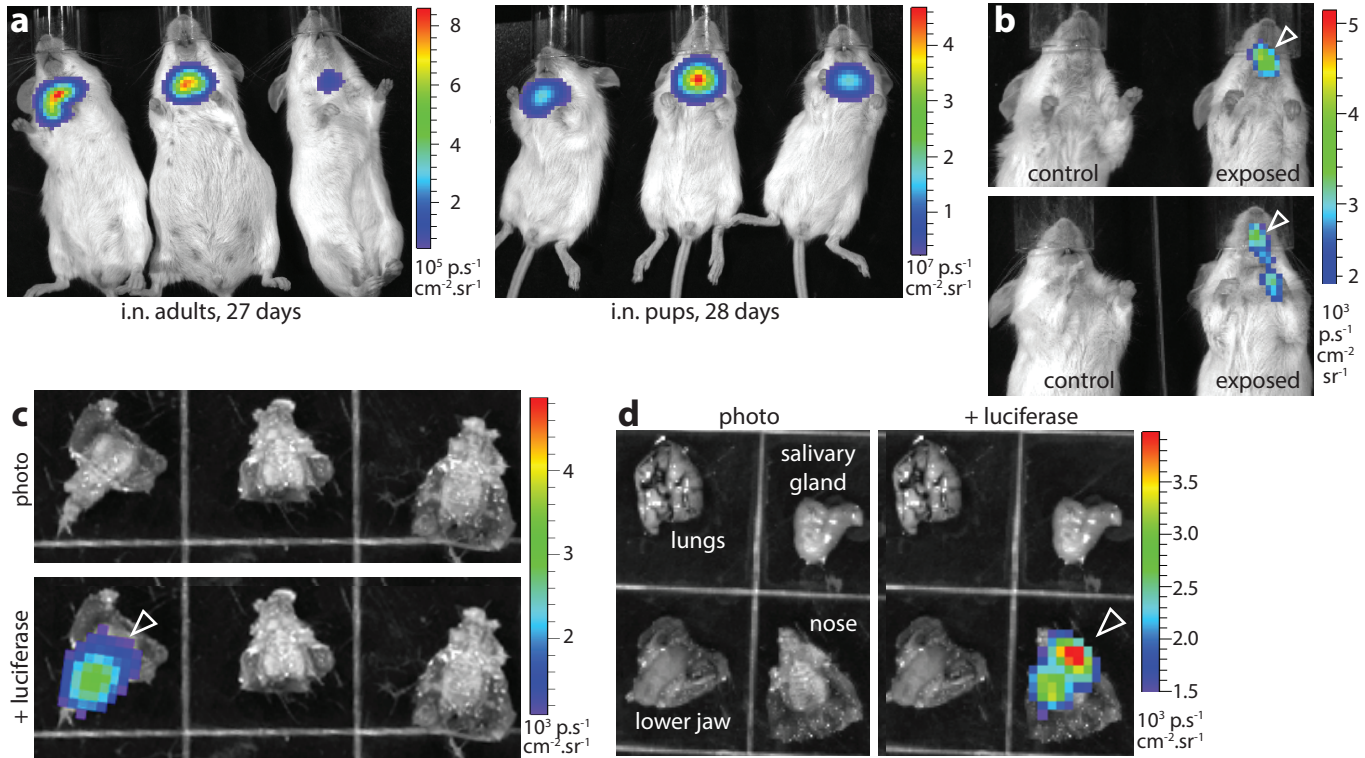 a
8
6
4
2
10⁵ p.s⁻¹
cm⁻².sr⁻¹
i.n. adults, 27 days
4
3
2
1
10⁷ p.s⁻¹
cm⁻².sr⁻¹
i.n. pups, 28 days
b
control
exposed
control
exposed
5
4
3
2
10³
p.s⁻¹
cm⁻²
sr⁻¹
c
photo
+ luciferase
4
3
2
10³ p.s⁻¹
cm⁻².sr⁻¹
d
photo
+ luciferase
salivary
gland
lungs
nose
lower jaw
3.5
3.0
2.5
2.0
1.5
10³ p.s⁻¹
cm⁻².sr⁻¹